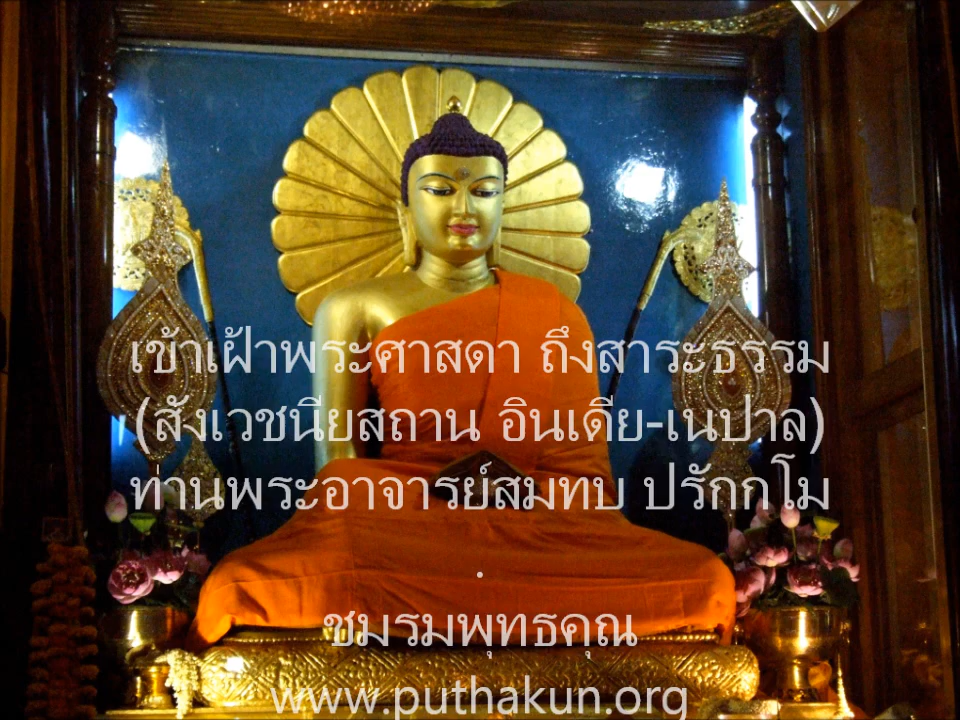 เข้าเฝ้าพระศาสดา ถึงสาระธรรม
(สังเวชนียสถาน อินเดีย-เนปาล)
ท่านพระอาจารย์สมทบ ปรักกโม
.
ชมรมพุทธคุณ
www.puthakun.org